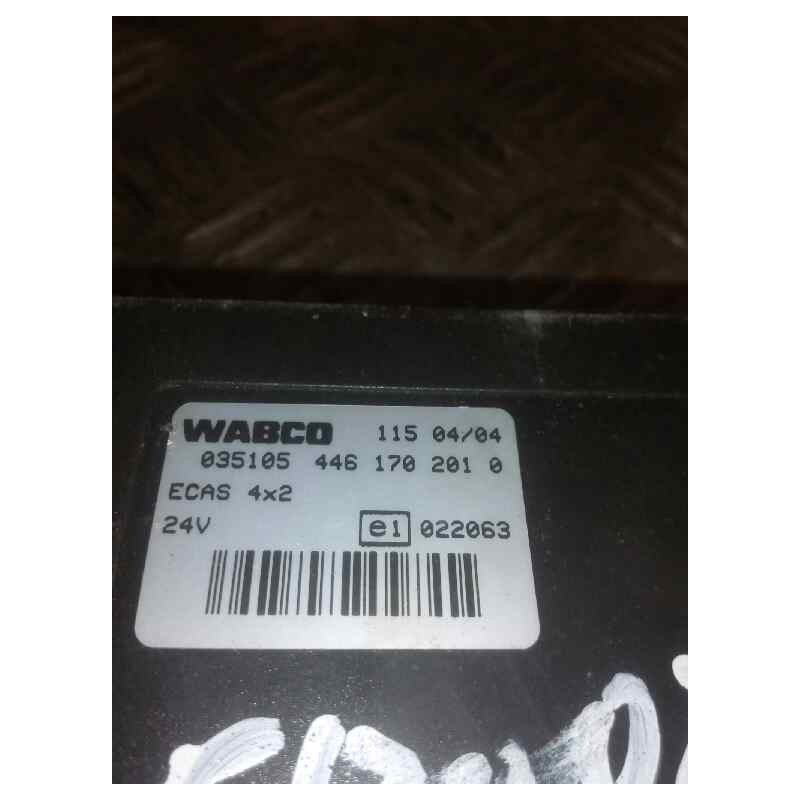 WABCO 115 04/04
035105 446 170 201 0
ECAS 4x2
24V e1 022063